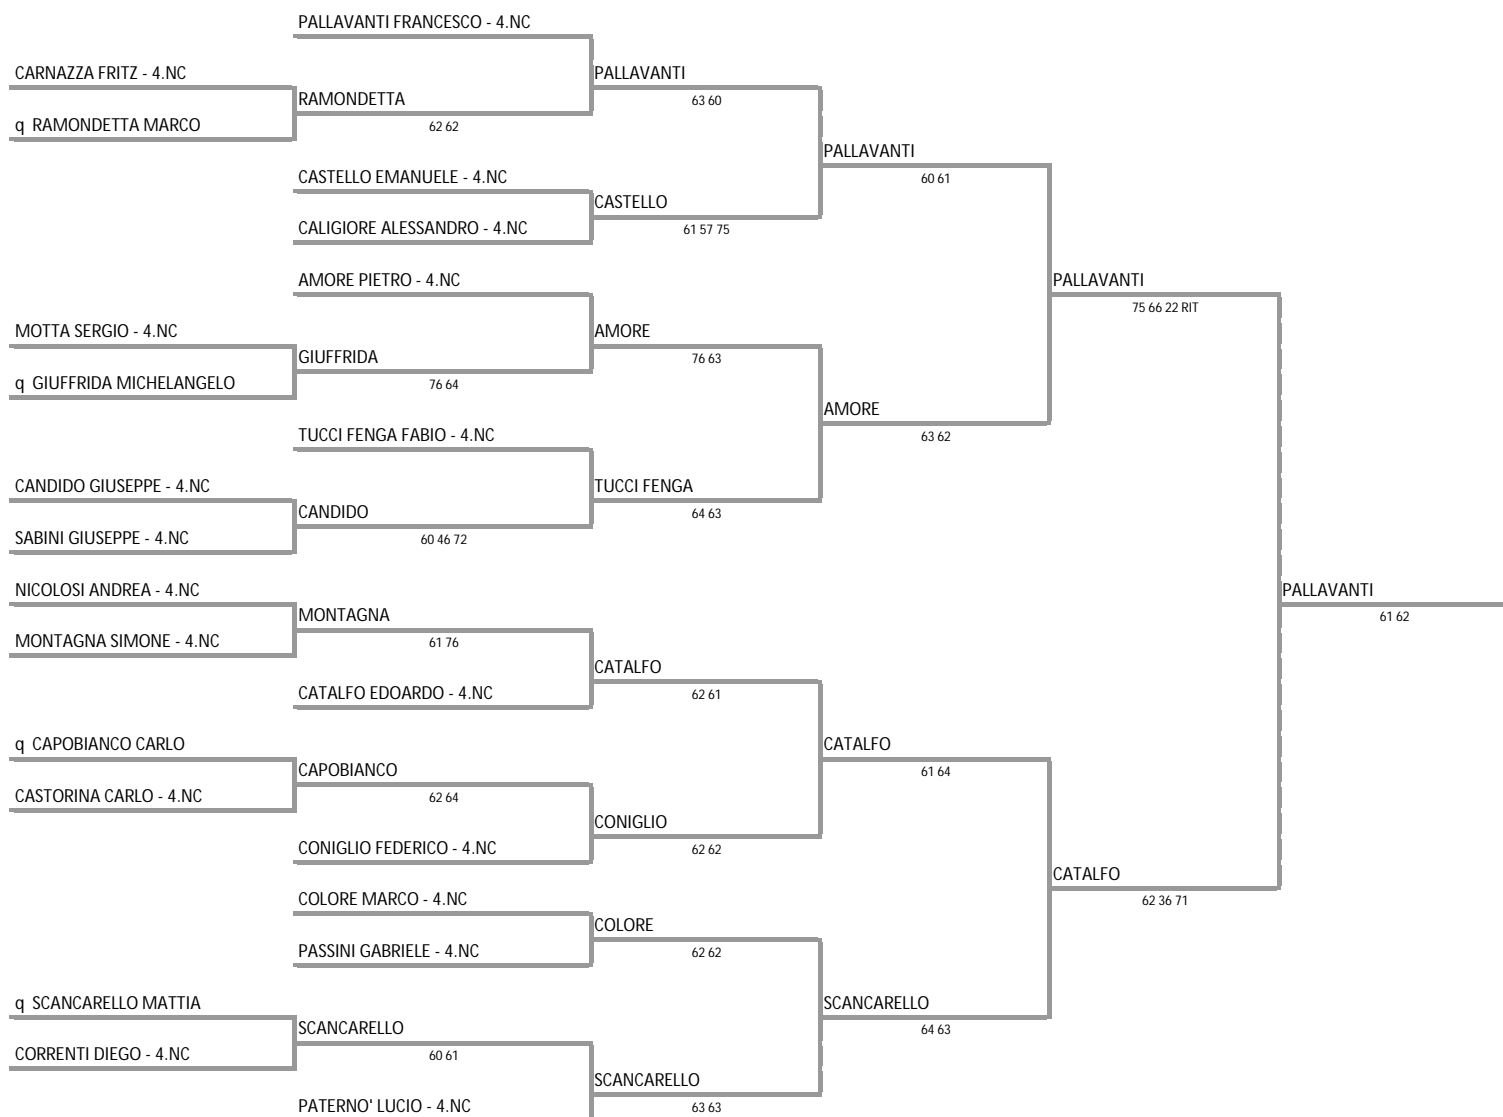 PALLAVANTI FRANCESCO - 4.NC
CARNAZZA FRITZ - 4.NC
PALLAVANTI
RAMONDETTA
63 60
q RAMONDETTA MARCO
62 62
PALLAVANTI
CASTELLO EMANUELE - 4.NC
60 61
CASTELLO
CALIGIORE ALESSANDRO - 4.NC
61 57 75
AMORE PIETRO - 4.NC
PALLAVANTI
75 66 22 RIT
MOTTA SERGIO - 4.NC
AMORE
GIUFFRIDA
76 63
q GIUFFRIDA MICHELANGELO
76 64
AMORE
TUCCI FENGA FABIO - 4.NC
63 62
CANDIDO GIUSEPPE - 4.NC
TUCCI FENGA
CANDIDO
64 63
SABINI GIUSEPPE - 4.NC
60 46 72
NICOLOSI ANDREA - 4.NC
PALLAVANTI
MONTAGNA
61 62
MONTAGNA SIMONE - 4.NC
61 76
CATALFO
CATALFO EDOARDO - 4.NC
62 61
q CAPOBIANCO CARLO
CATALFO
CAPOBIANCO
61 64
CASTORINA CARLO - 4.NC
62 64
CONIGLIO
CONIGLIO FEDERICO - 4.NC
62 62
CATALFO
COLORE MARCO - 4.NC
62 36 71
COLORE
PASSINI GABRIELE - 4.NC
62 62
q SCANCARELLO MATTIA
SCANCARELLO
SCANCARELLO
64 63
CORRENTI DIEGO - 4.NC
60 61
SCANCARELLO
PATERNO' LUCIO - 4.NC
63 63